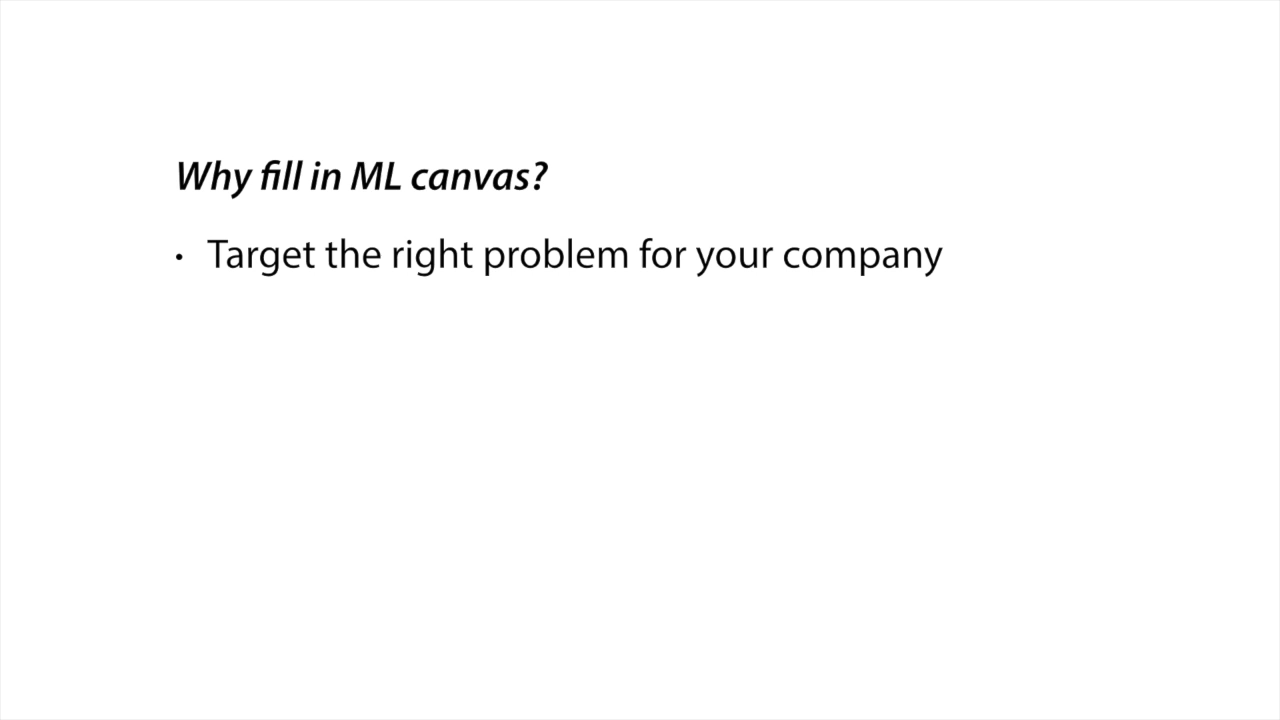 Why fill in ML canvas?
• Target the right problem for your company